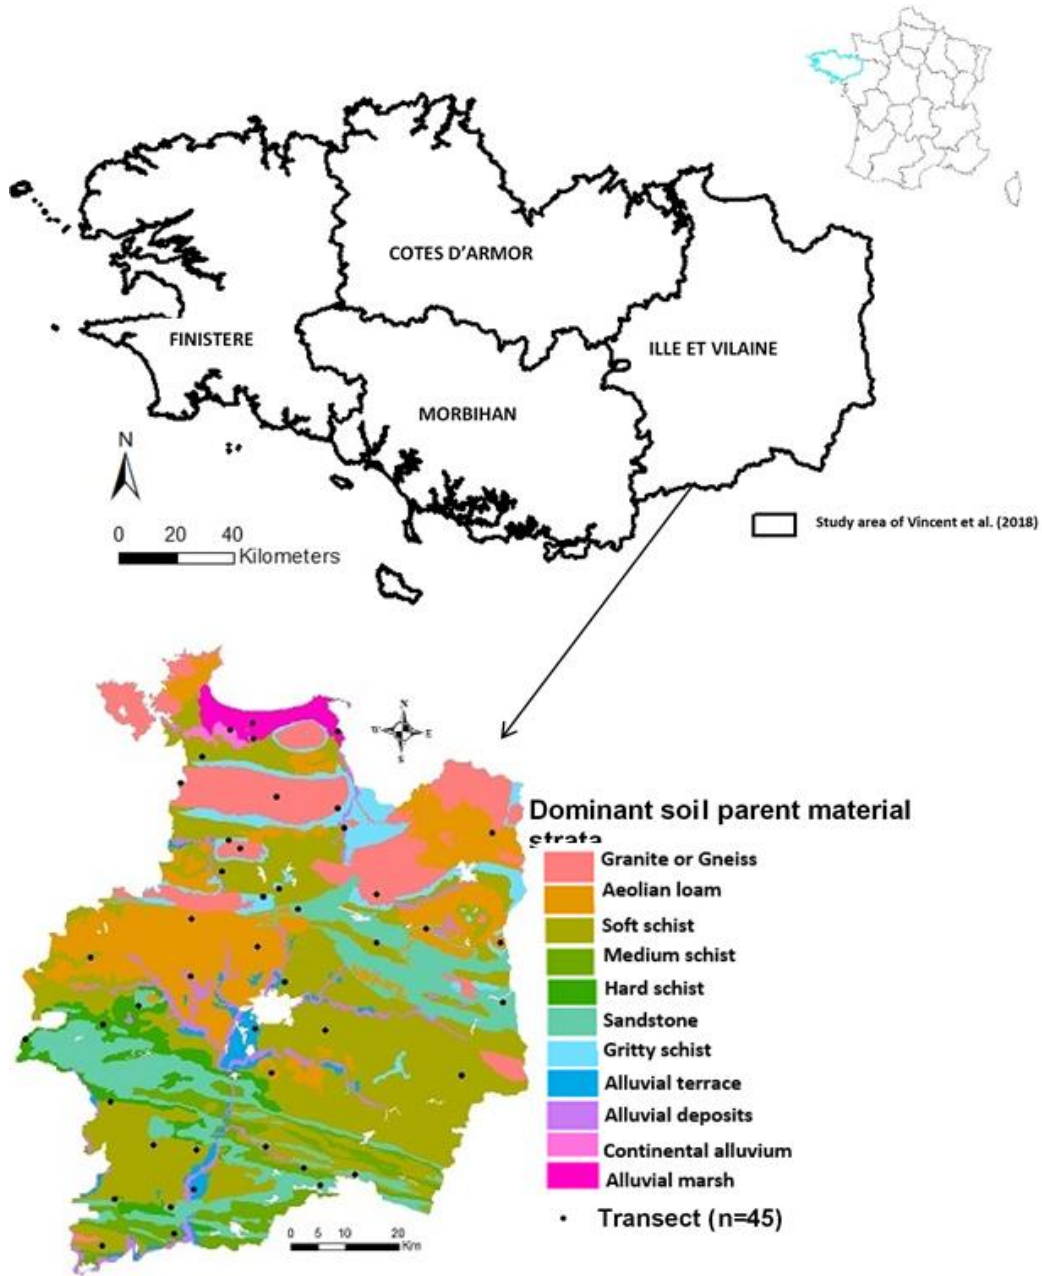 COTES D'ARMOR
FINISTERE
ILLE ET VILAINE
MORBIHAN
N
0 20 40
Kilometers
Study area of Vincent et al. (2018)
N
W E
S
Dominant soil parent material
strata
Granite or Gneiss
Aeolian loam
Soft schist
Medium schist
Hard schist
Sandstone
Gritty schist
Alluvial terrace
Alluvial deposits
Continental alluvium
Alluvial marsh
Transect (n=45)
0 5 10 20
Km